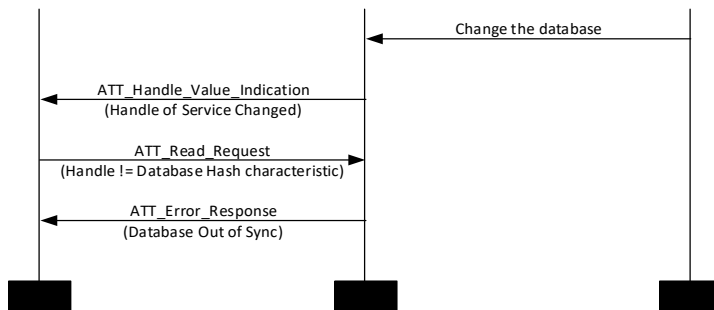 Change the database
ATT_Handle_Value_Indication
(Handle of Service Changed)
ATT_Read_Request
(Handle != Database Hash characteristic)
ATT_Error_Response
(Database Out of Sync)